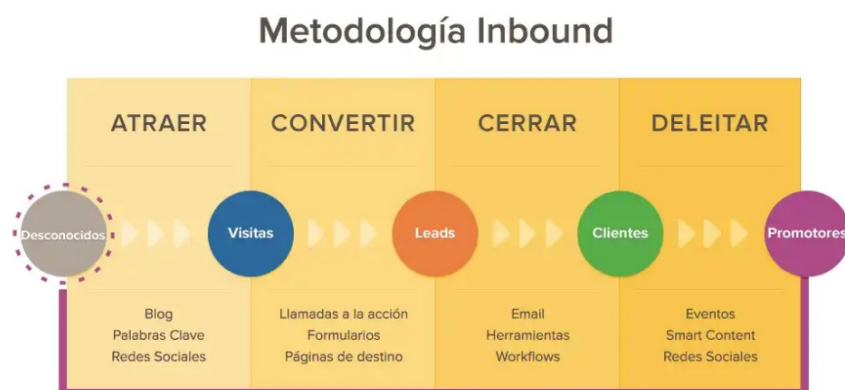 Metodología Inbound
ATRAER
CONVERTIR
CERRAR
DELEITAR
Desconocidos
Visitas
Leads
Clientes
Promotores
Blog
Palabras Clave
Redes Sociales
Llamadas a la acción
Formularios
Páginas de destino
Email
Herramientas
Workflows
Eventos
Smart Content
Redes Sociales